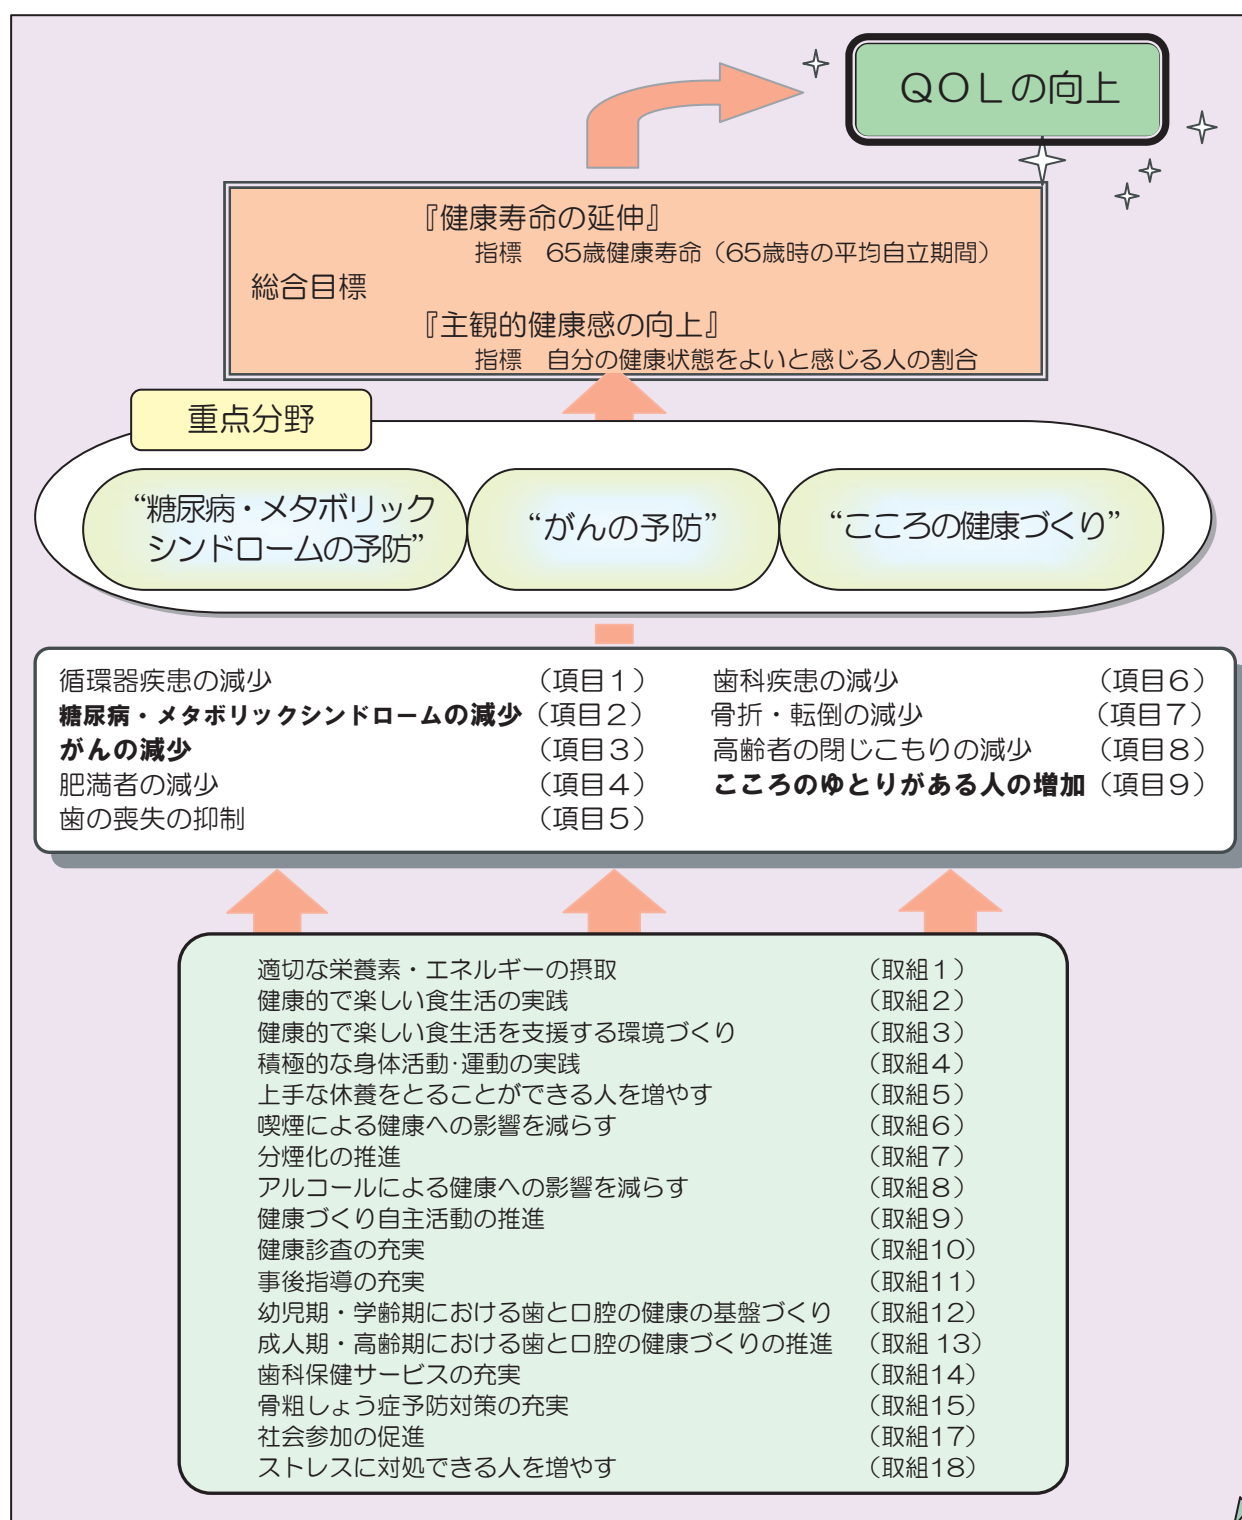 QOLの向上
『健康寿命の延伸』
指標　65歳健康寿命（65歳時の平均自立期間）
総合目標
『主観的健康感の向上』
指標　自分の健康状態をよいと感じる人の割合
重点分野
“糖尿病・メタボリック
シンドロームの予防”
“がんの予防”
“こころの健康づくり”
循環器疾患の減少　（項目1）
糖尿病・メタボリックシンドロームの減少（項目2）
がんの減少　（項目3）
肥満者の減少　（項目4）
歯の喪失の抑制　（項目5）
歯科疾患の減少　（項目6）
骨折・転倒の減少　（項目7）
高齢者の閉じこもりの減少　（項目8）
こころのゆとりがある人の増加（項目9）
適切な栄養素・エネルギーの摂取　（取組1）
健康的で楽しい食生活の実践　（取組2）
健康的で楽しい食生活を支援する環境づくり　（取組3）
積極的な身体活動･運動の実践　（取組4）
上手な休養をとることができる人を増やす　（取組5）
喫煙による健康への影響を減らす　（取組6）
分煙化の推進　（取組7）
アルコールによる健康への影響を減らす　（取組8）
健康づくり自主活動の推進　（取組9）
健康診査の充実　（取組10）
事後指導の充実　（取組11）
幼児期・学齢期における歯と口腔の健康の基盤づくり　（取組12）
成人期・高齢期における歯と口腔の健康づくりの推進　（取組 13）
歯科保健サービスの充実　（取組14）
骨粗しょう症予防対策の充実　（取組15）
社会参加の促進　（取組17）
ストレスに対処できる人を増やす　（取組18）